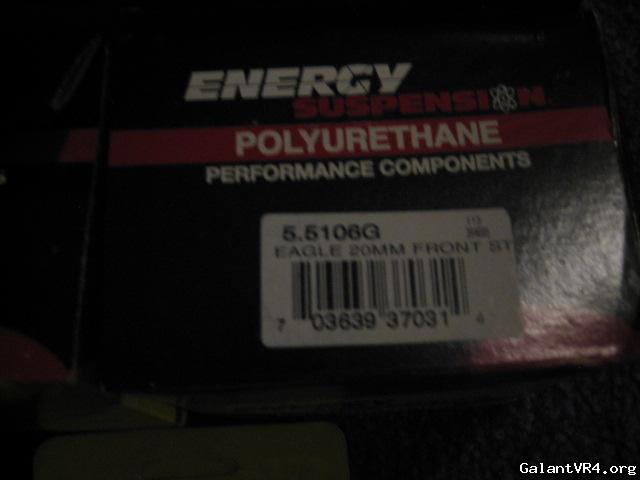 ENERGY
SUSPENSION
POLYURETHANE
PERFORMANCE COMPONENTS
5.5106G
EAGLE 20MM FRONT ST
7 03639 37031 4
GalantVR4.org